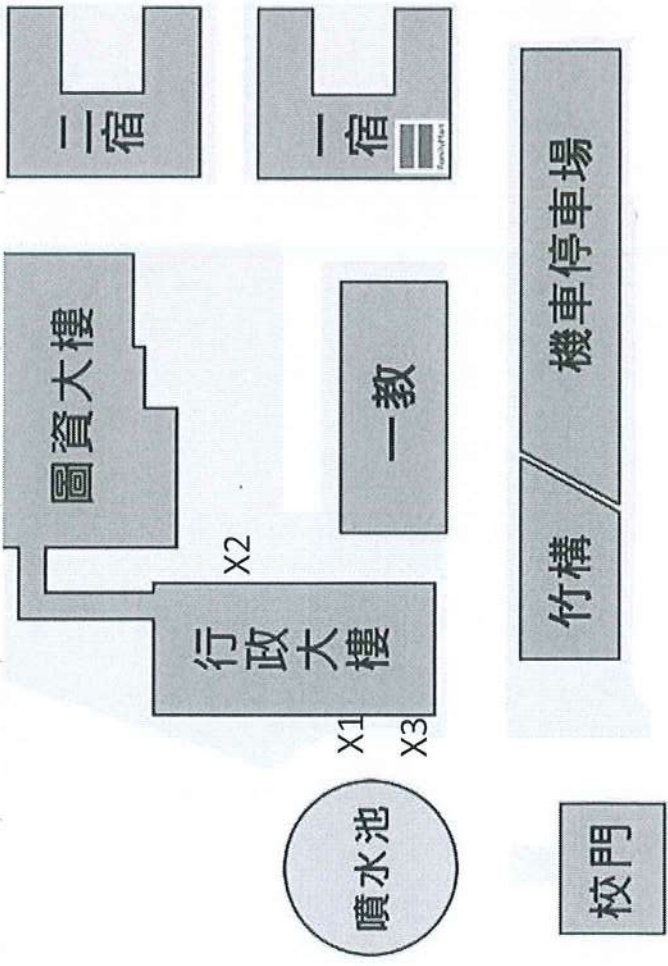 二宿
一宿
FamilyMart
圖資大樓
一教
機車停車場
竹構
X2
行政大樓
X1
X3
噴水池
校門